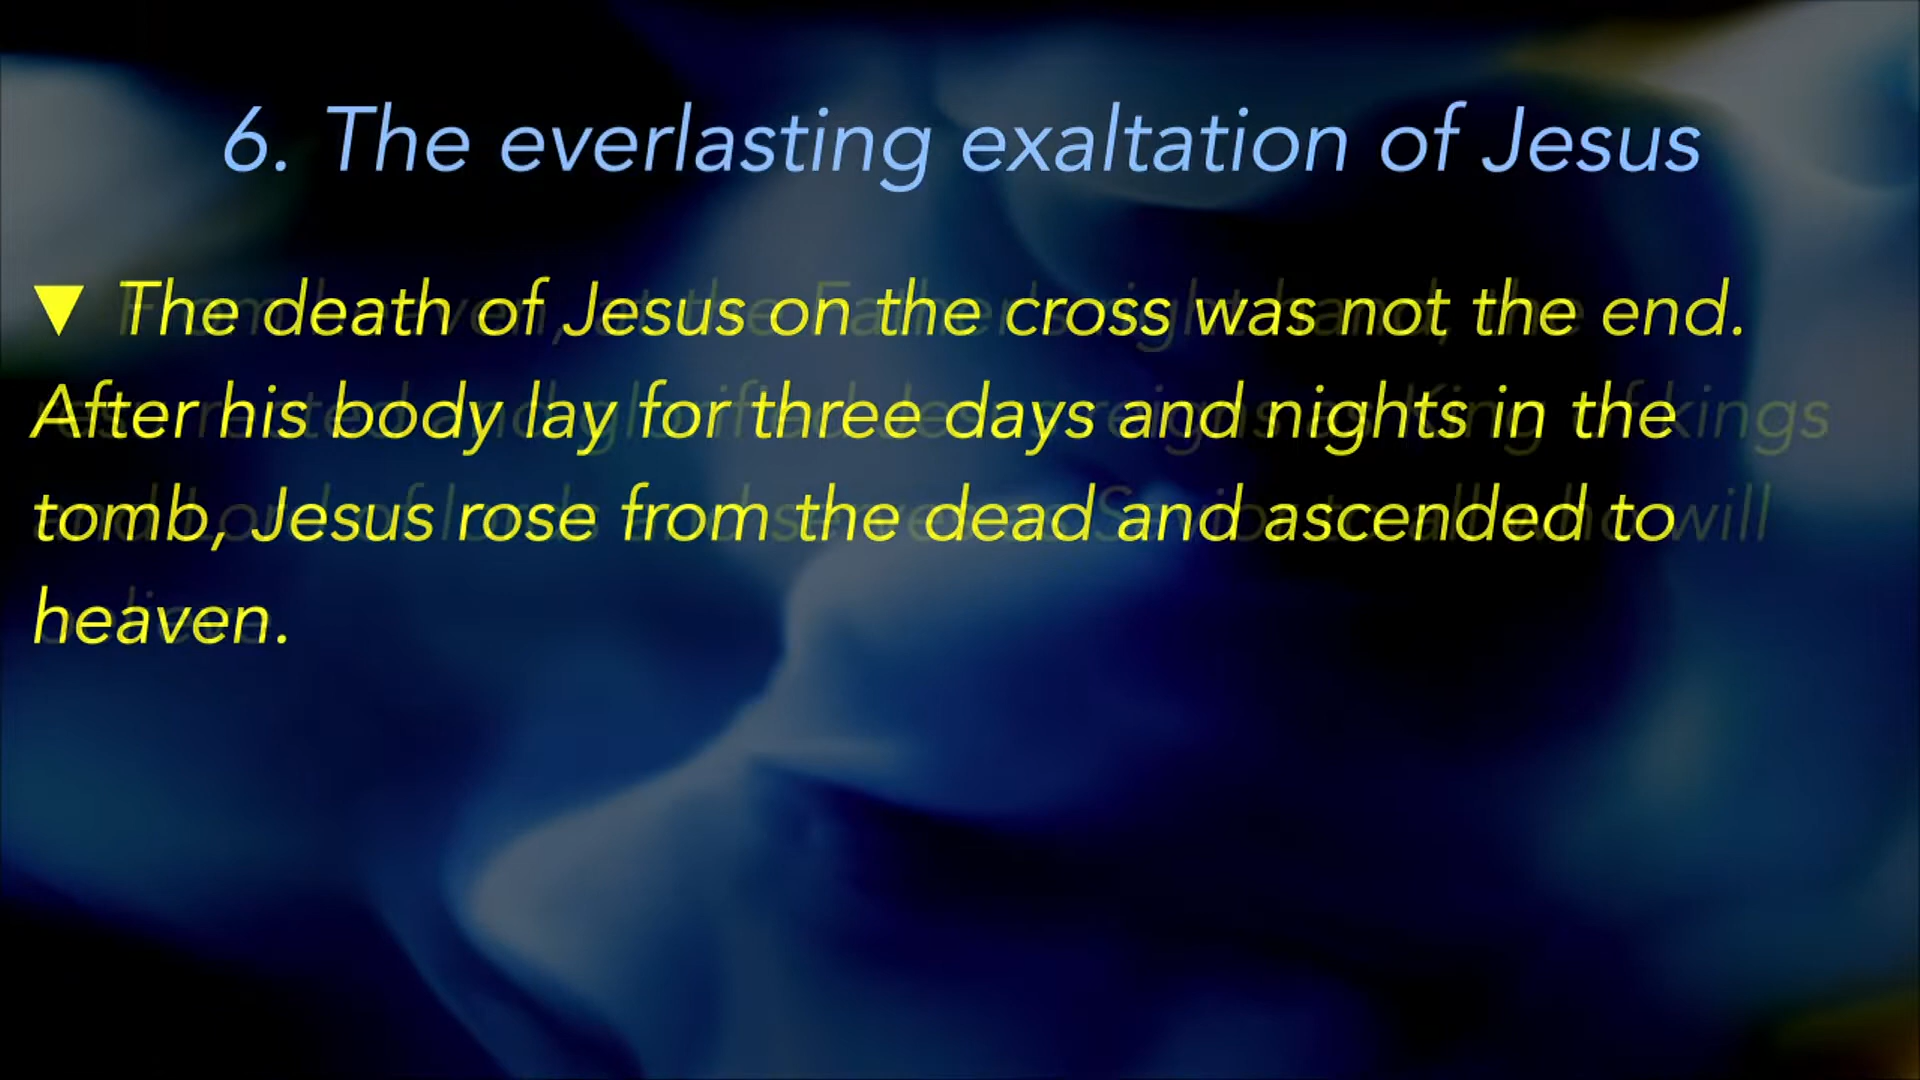 6. The everlasting exaltation of Jesus
▼ The death of Jesus on the cross was not the end.
After his body lay for three days and nights in the
tomb, Jesus rose from the dead and ascended to
heaven.